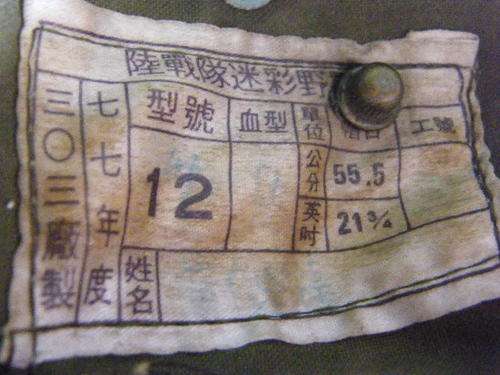 陸戰隊迷彩野
三〇三廠製
七七年度
型號
12
血型
單位
公分
55.5
英吋
21¾
工號
姓名